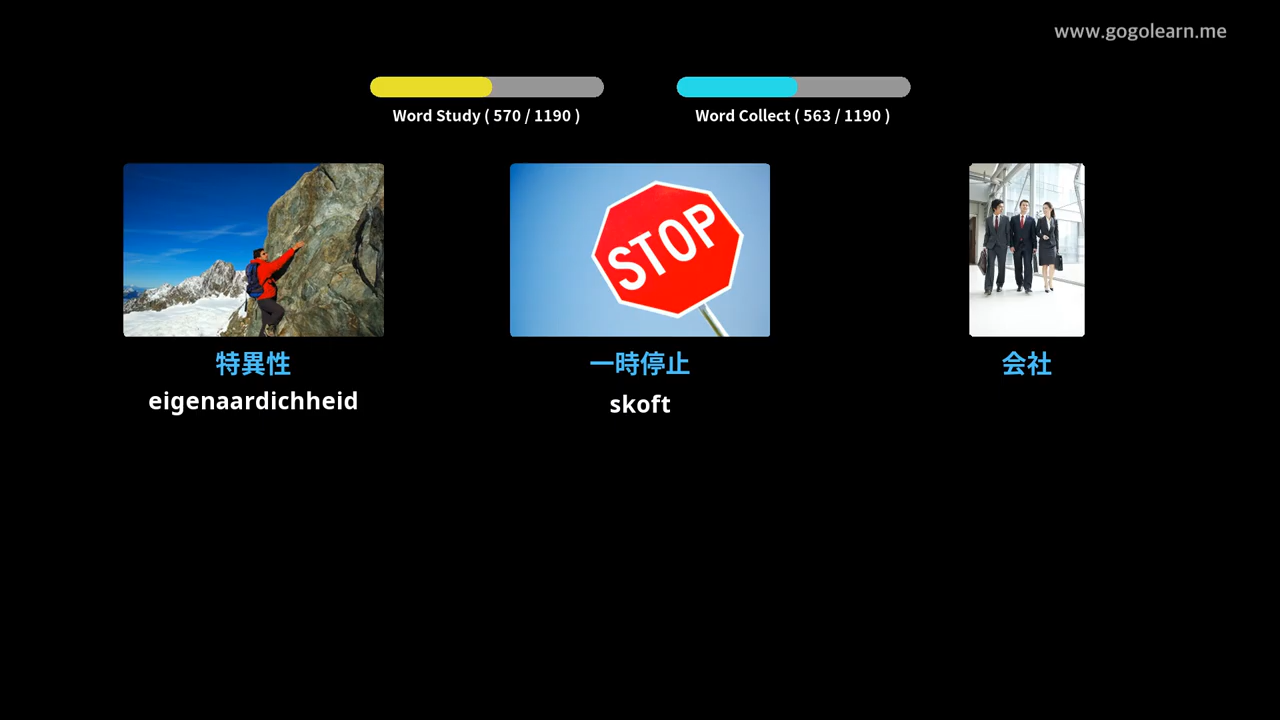 www.gogolearn.me
Word Study ( 570 / 1190 )
Word Collect ( 563 / 1190 )
STOP
特異性
一時停止
会社
eigenaardichheid
skoft